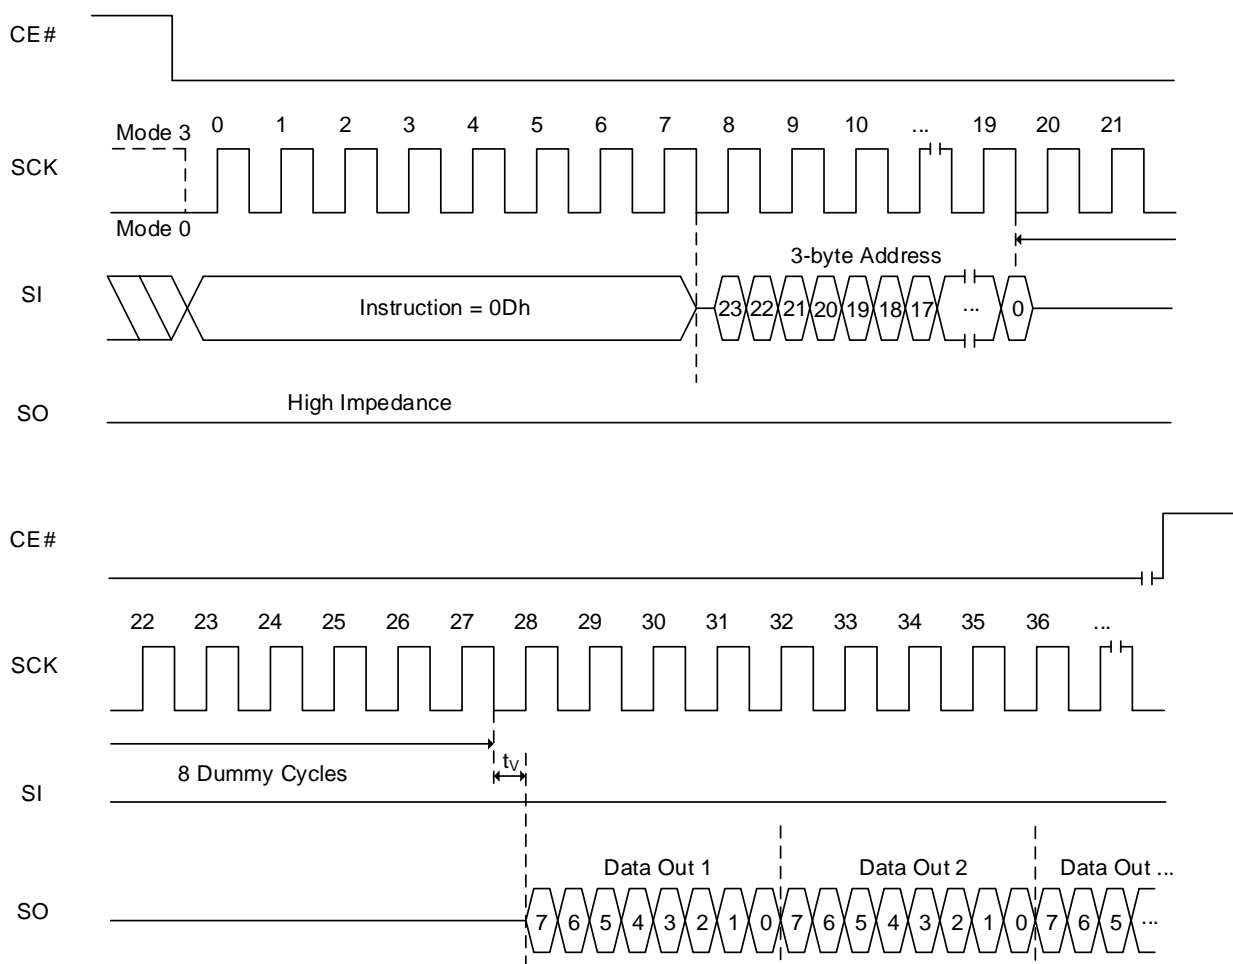 CE#
Mode 3
0 1 2 3 4 5 6 7 8 9 10 ... 19 20 21
SCK
Mode 0
3-byte Address
SI
Instruction = 0Dh
23 22 21 20 19 18 17 ... 0
High Impedance
SO
CE#
22 23 24 25 26 27 28 29 30 31 32 33 34 35 36 ...
SCK
8 Dummy Cycles
tV
SI
Data Out 1 Data Out 2 Data Out ...
SO
7 6 5 4 3 2 1 0 7 6 5 4 3 2 1 0 7 6 5 ...